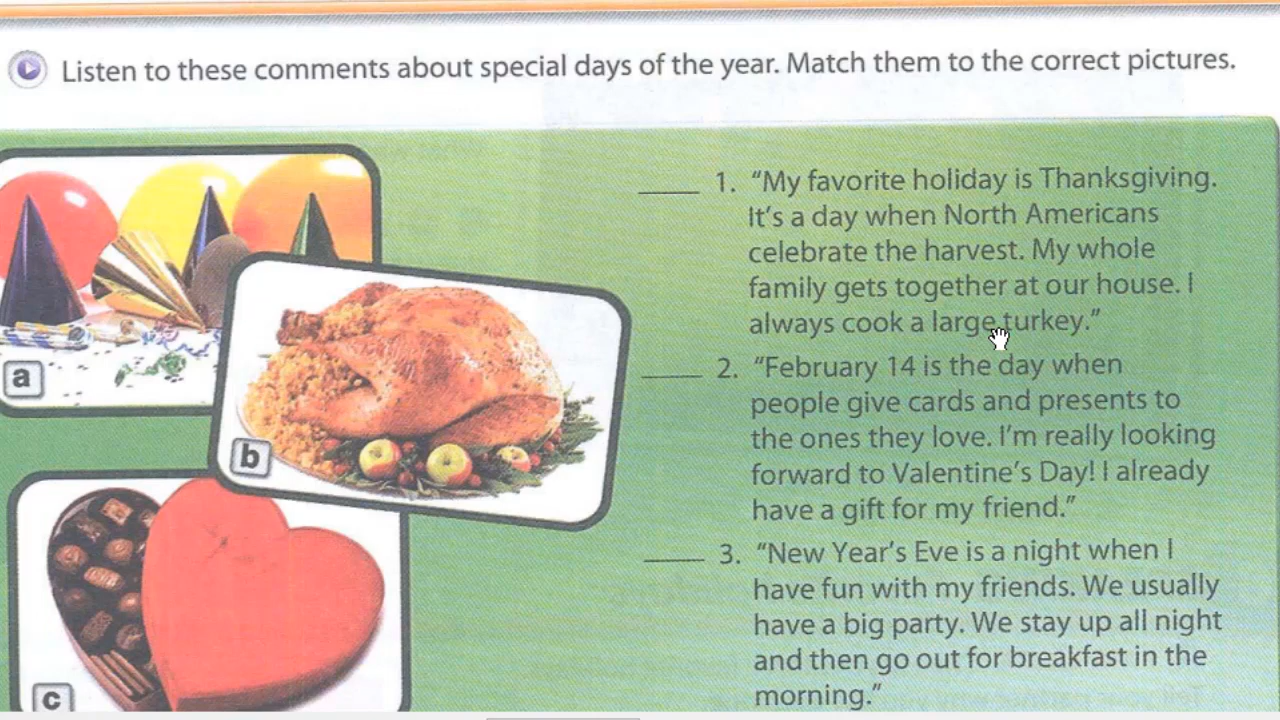 Listen to these comments about special days of the year. Match them to the correct pictures.
a
b
c
____ 1. “My favorite holiday is Thanksgiving.
It’s a day when North Americans
celebrate the harvest. My whole
family gets together at our house. I
always cook a large turkey.”
____ 2. “February 14 is the day when
people give cards and presents to
the ones they love. I’m really looking
forward to Valentine’s Day! I already
have a gift for my friend.”
____ 3. “New Year’s Eve is a night when I
have fun with my friends. We usually
have a big party. We stay up all night
and then go out for breakfast in the
morning.”